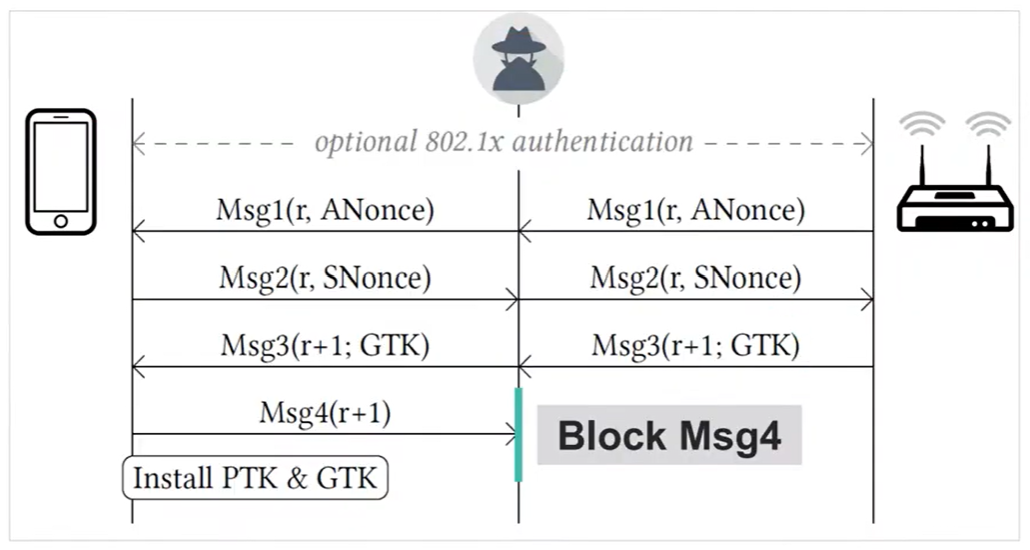 optional 802.1x authentication
Msg1(r, ANonce)
Msg1(r, ANonce)
Msg2(r, SNonce)
Msg2(r, SNonce)
Msg3(r+1; GTK)
Msg3(r+1; GTK)
Msg4(r+1)
Block Msg4
Install PTK & GTK